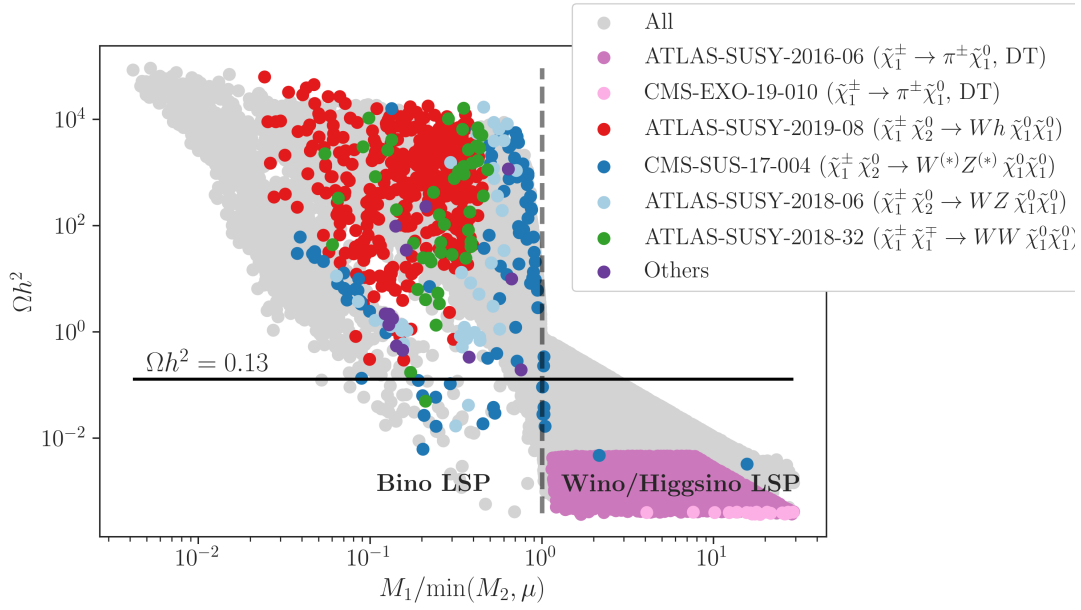 All
ATLAS-SUSY-2016-06 (χ̃₁± → π±χ̃₁⁰, DT)
CMS-EXO-19-010 (χ̃₁± → π±χ̃₁⁰, DT)
ATLAS-SUSY-2019-08 (χ̃₁± χ̃₂⁰ → Wh χ̃₁⁰χ̃₁⁰)
CMS-SUS-17-004 (χ̃₁± χ̃₂⁰ → W⁽*⁾Z⁽*⁾ χ̃₁⁰χ̃₁⁰)
ATLAS-SUSY-2018-06 (χ̃₁± χ̃₂⁰ → WZ χ̃₁⁰χ̃₁⁰)
ATLAS-SUSY-2018-32 (χ̃₁± χ̃₁∓ → WW χ̃₁⁰χ̃₁⁰)
Others
10⁴
10²
10⁰
10⁻²
Ωh²
Ωh² = 0.13
Bino LSP
Wino/Higgsino LSP
10⁻²
10⁻¹
10⁰
10¹
M₁/min(M₂, μ)